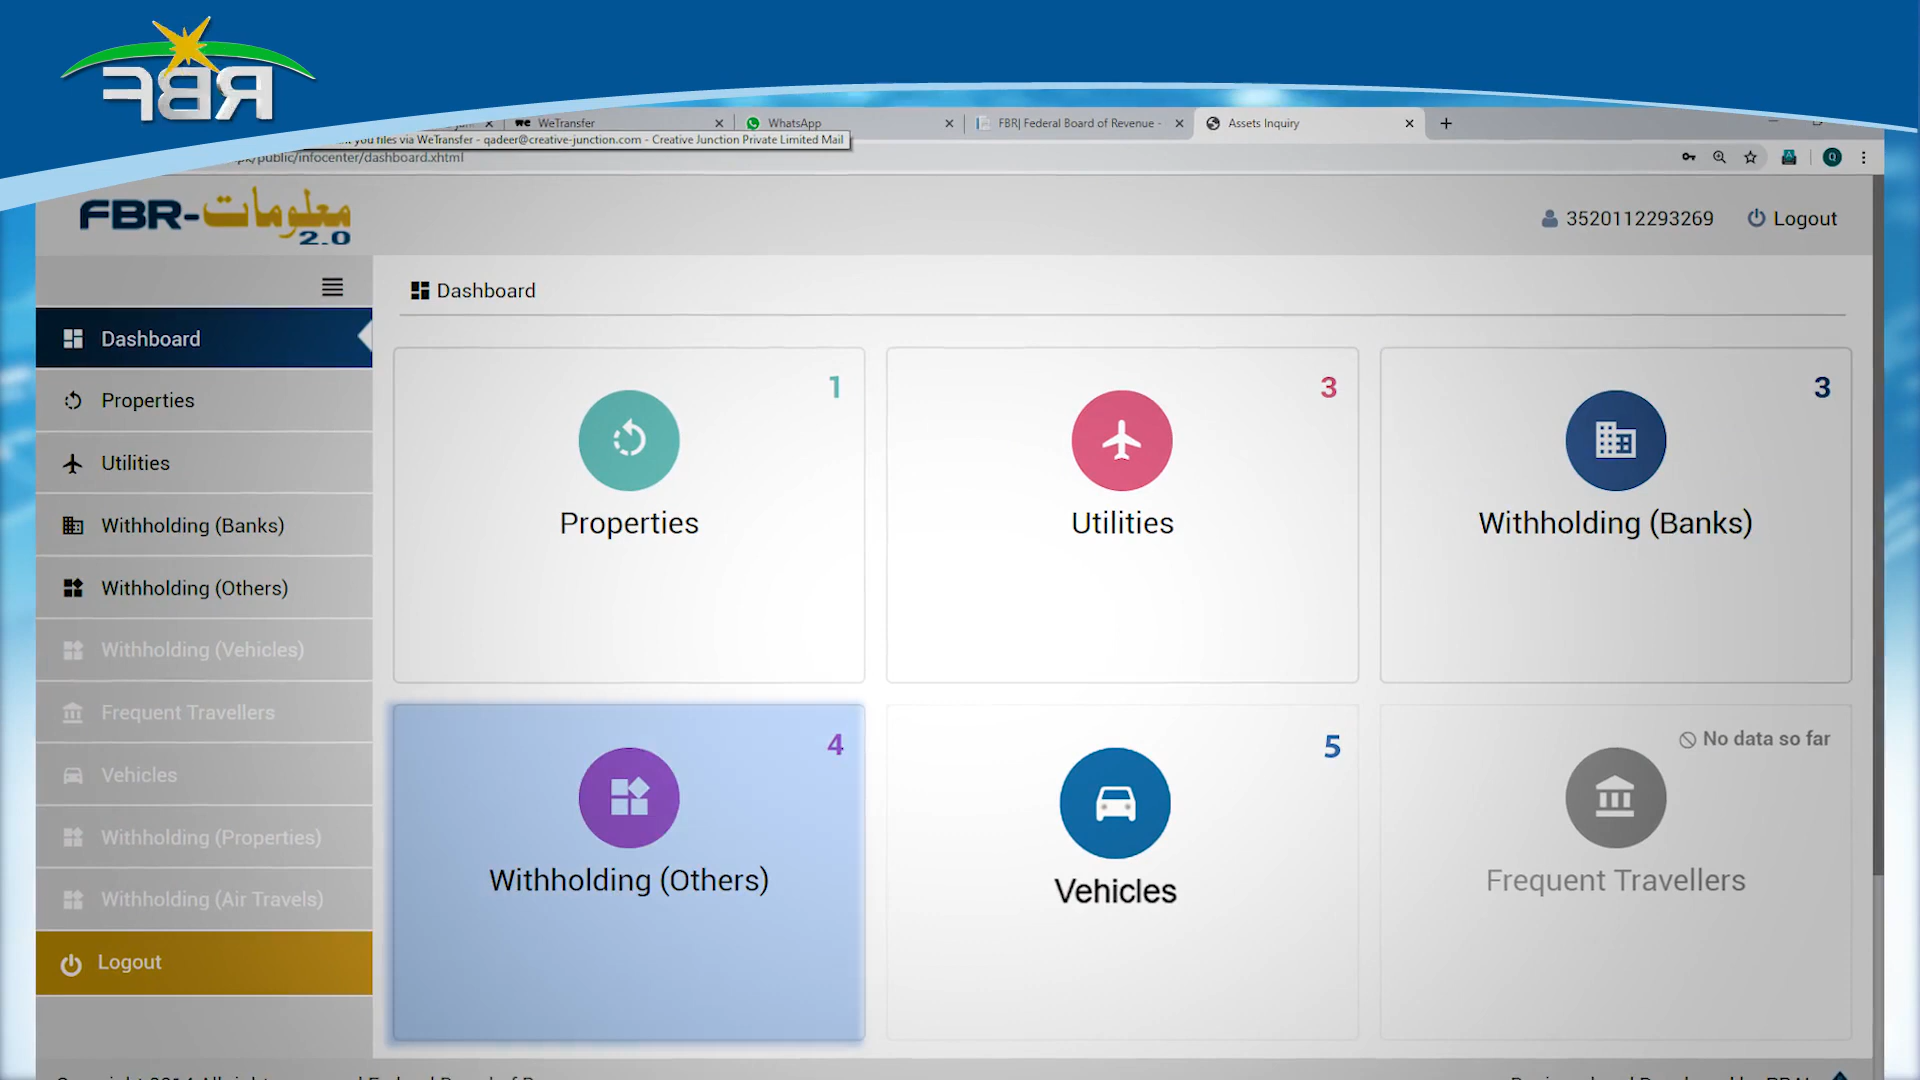 FBR
WeTransfer
WhatsApp
FBR| Federal Board of Revenue -
Assets Inquiry
you files via WeTransfer - qadeer@creative-junction.com - Creative Junction Private Limited Mail
/public/infocenter/dashboard.xhtml
Q
FBR-معلومات
2.0
3520112293269
Logout
Dashboard
Dashboard
Properties
Utilities
Withholding (Banks)
Withholding (Others)
Withholding (Vehicles)
Frequent Travellers
Vehicles
Withholding (Properties)
Withholding (Air Travels)
Logout
1
Properties
3
Utilities
3
Withholding (Banks)
4
Withholding (Others)
5
Vehicles
No data so far
Frequent Travellers